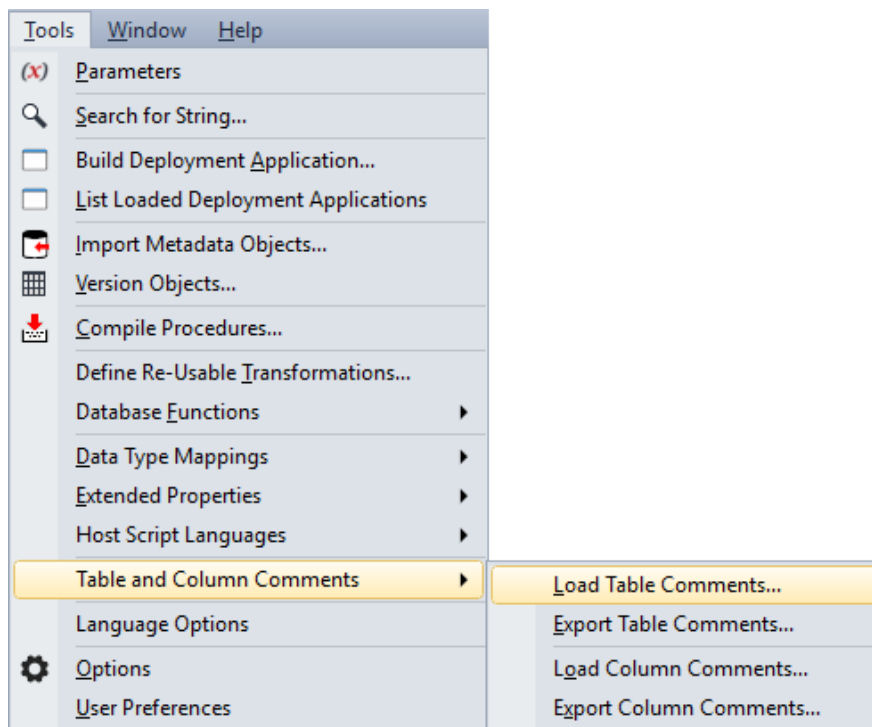 Tools Window Help
(x) Parameters
Search for String...
Build Deployment Application...
List Loaded Deployment Applications
Import Metadata Objects...
Version Objects...
Compile Procedures...
Define Re-Usable Transformations...
Database Functions
Data Type Mappings
Extended Properties
Host Script Languages
Table and Column Comments
Load Table Comments...
Language Options
Export Table Comments...
Options
Load Column Comments...
User Preferences
Export Column Comments...